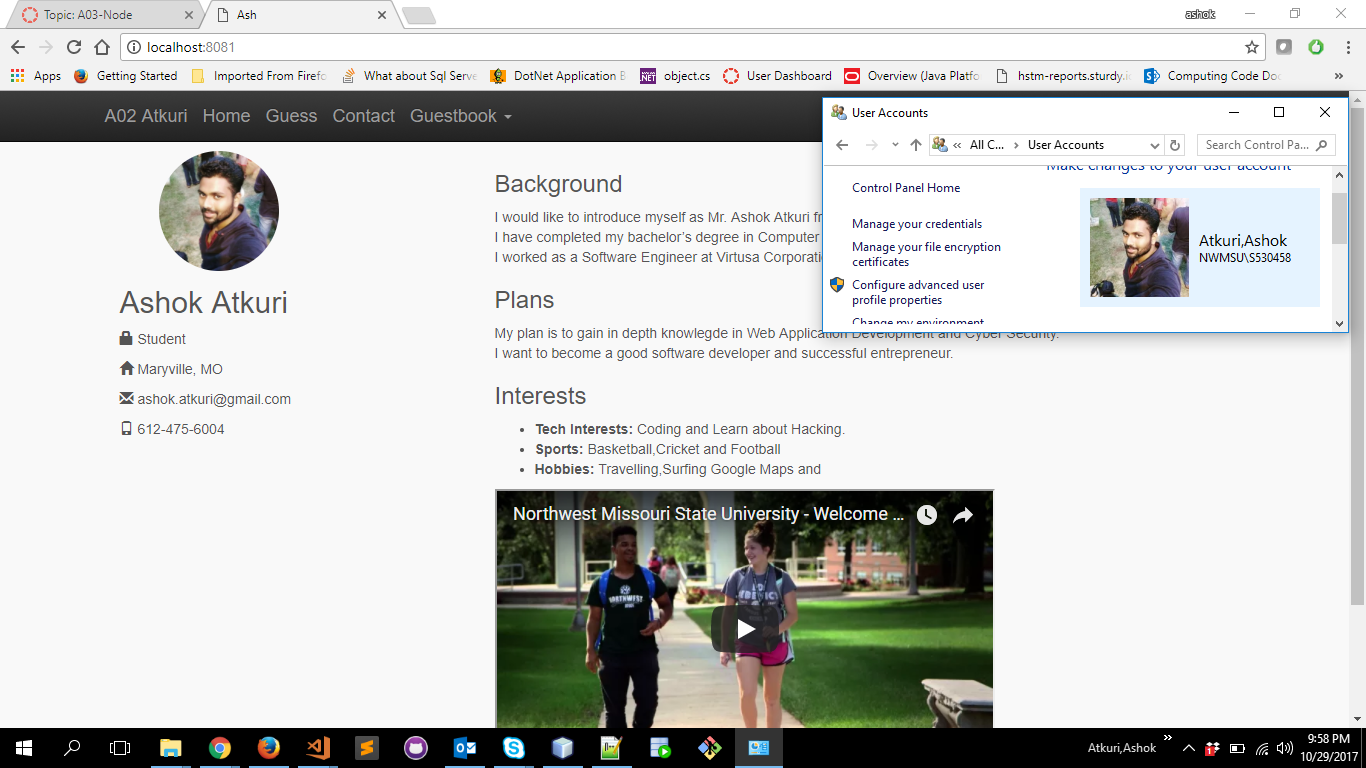 Topic: A03-Node
Ash
ashok
localhost:8081
Apps
Getting Started
Imported From Firefo
What about Sql Serve
DotNet Application B
object.cs
User Dashboard
Overview (Java Platfo
hstm-reports.sturdy.i
Computing Code Doc
»
A02 Atkuri
Home
Guess
Contact
Guestbook
Ashok Atkuri
Student
Maryville, MO
ashok.atkuri@gmail.com
612-475-6004
Background
I would like to introduce myself as Mr. Ashok Atkuri fr
I have completed my bachelor's degree in Computer
I worked as a Software Engineer at Virtusa Corporatio
Plans
My plan is to gain in depth knowlegde in Web Application Development and Cyber Security.
I want to become a good software developer and successful entrepreneur.
Interests
• Tech Interests: Coding and Learn about Hacking.
• Sports: Basketball,Cricket and Football
• Hobbies: Travelling,Surfing Google Maps and
Northwest Missouri State University - Welcome ...
NORTHWEST
User Accounts
« All C... › User Accounts
Search Control Pa...
Control Panel Home
Manage your credentials
Manage your file encryption
certificates
Configure advanced user
profile properties
Change my environment
Make changes to your user account
Atkuri,Ashok
NWMSU\S530458
Atkuri,Ashok
»
9:58 PM
10/29/2017